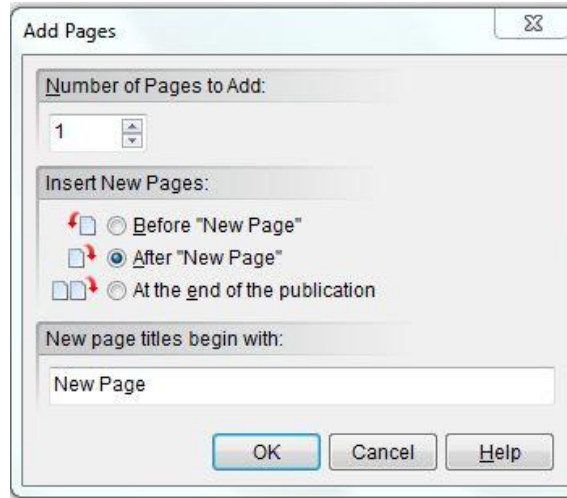 Add Pages
Number of Pages to Add:
1
Insert New Pages:
Before "New Page"
After "New Page"
At the end of the publication
New page titles begin with:
New Page
OK Cancel Help